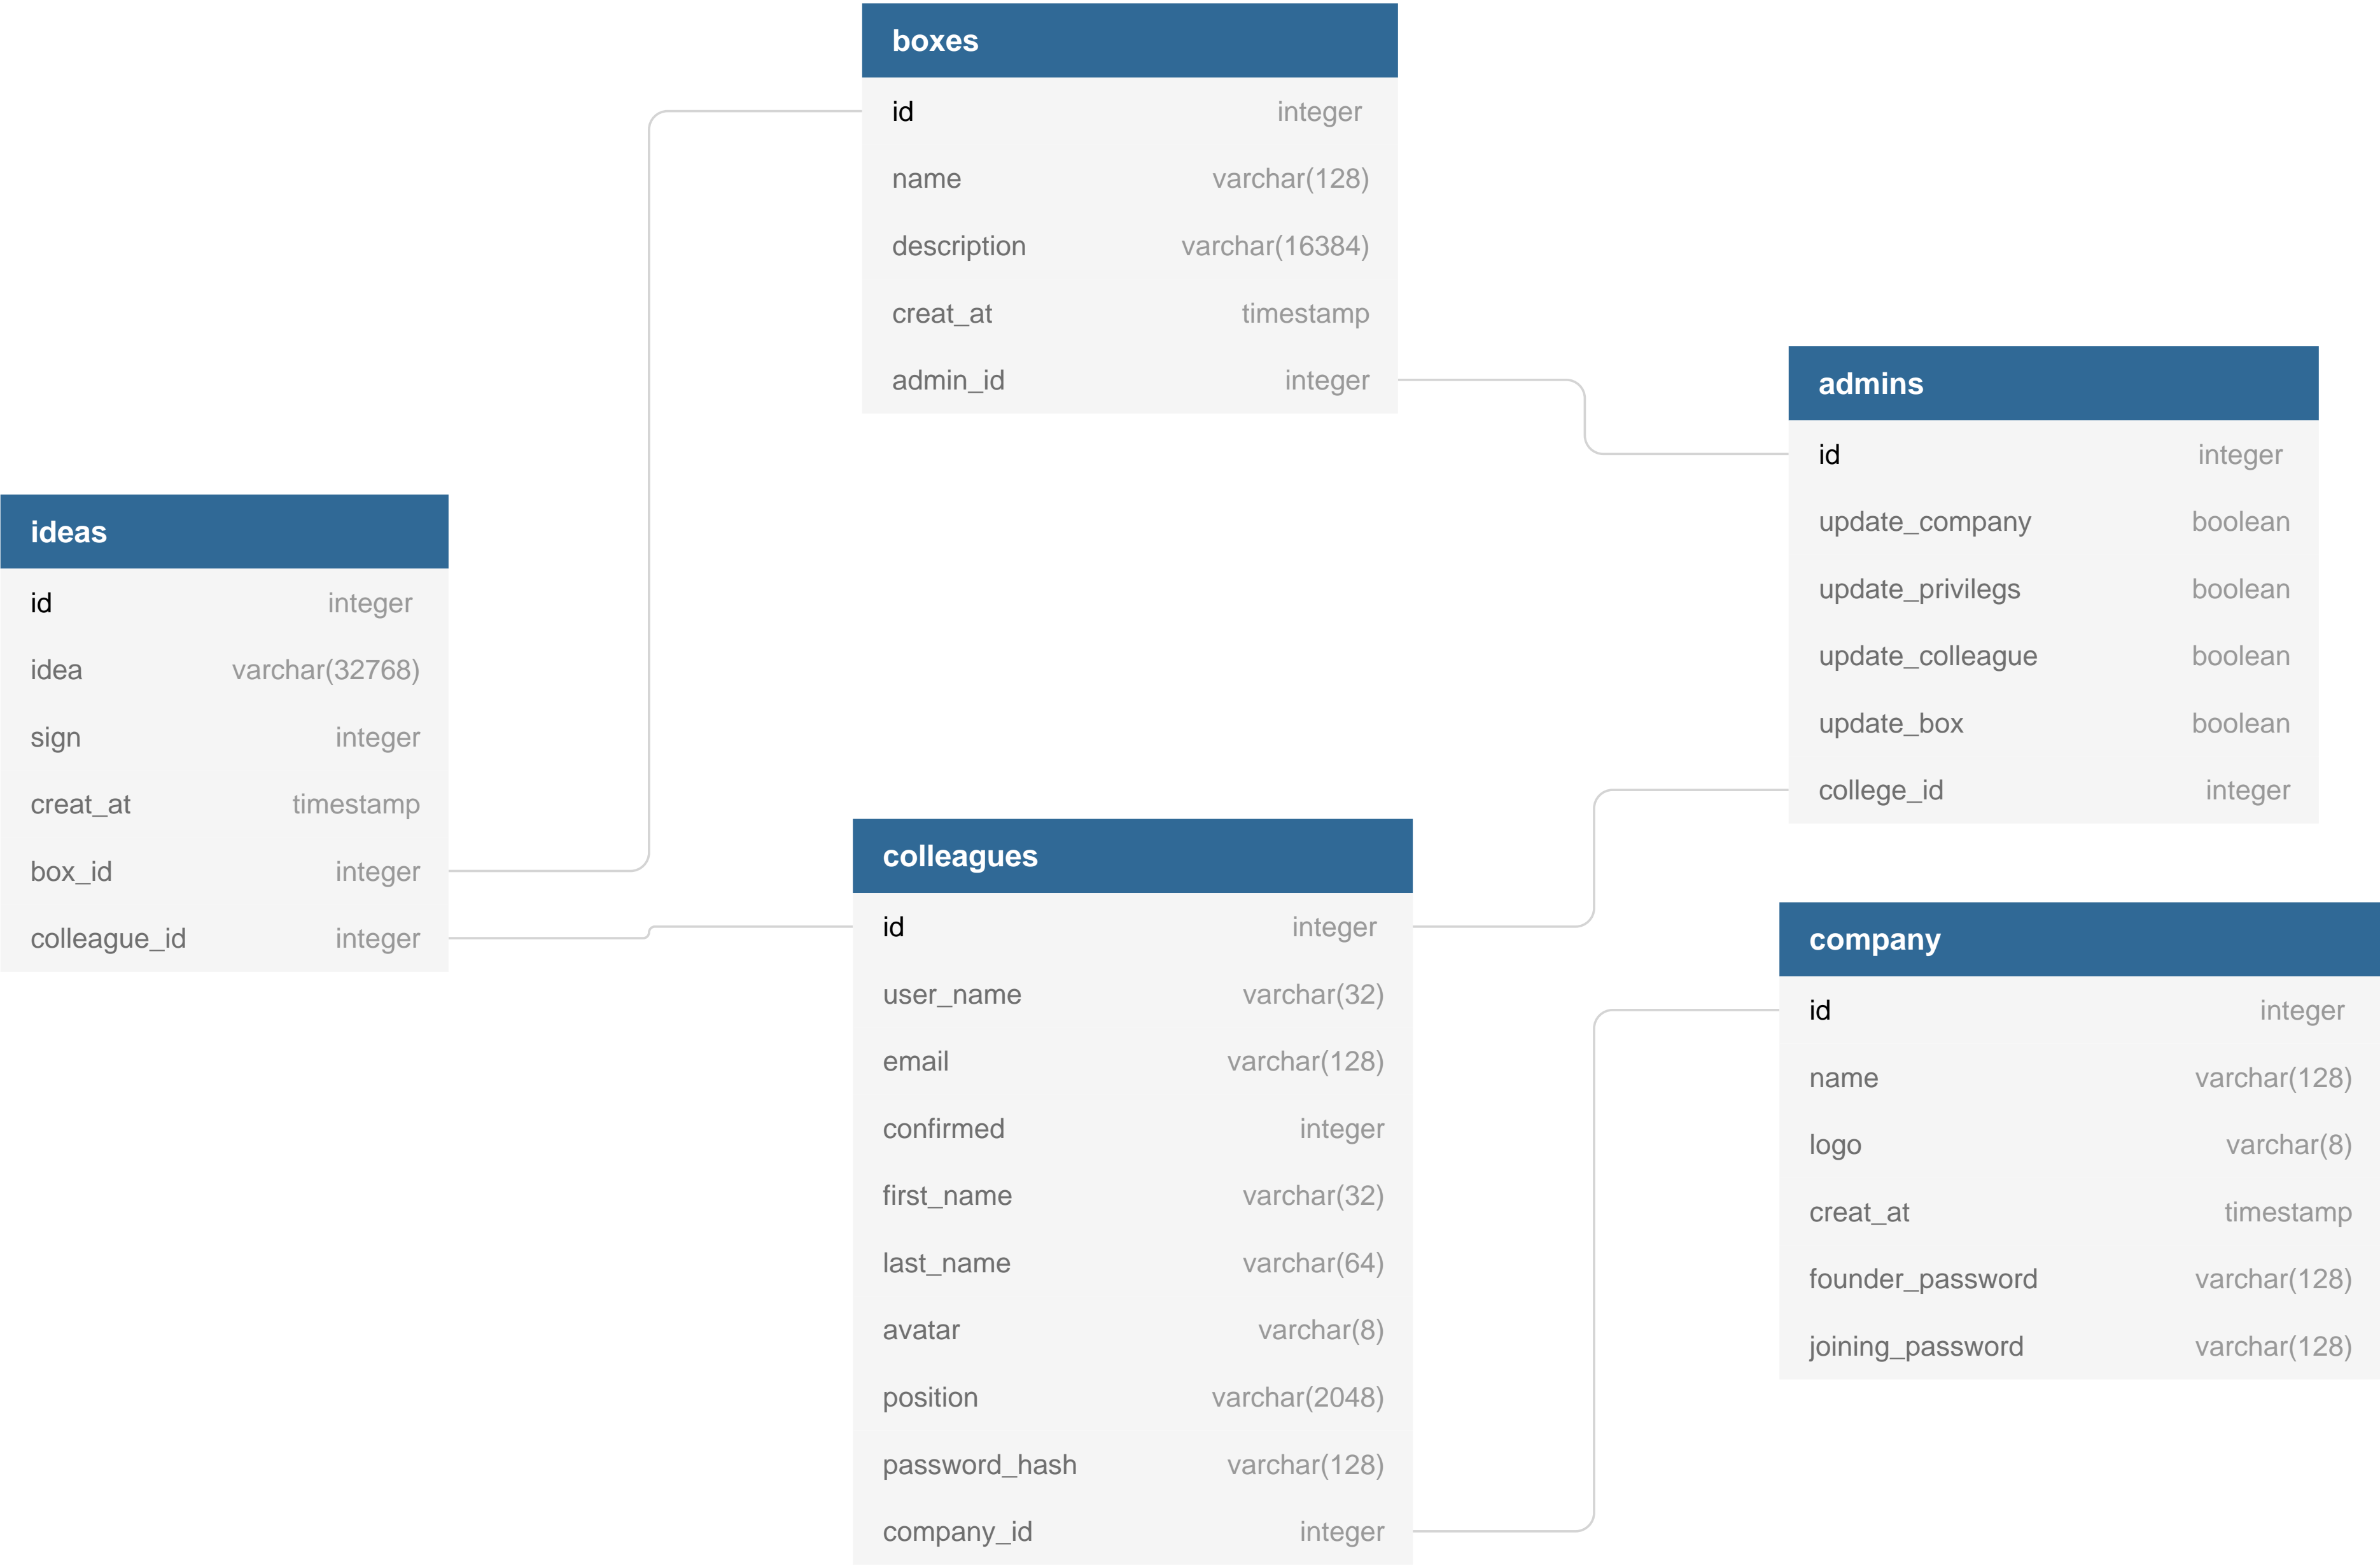 boxes
id integer
name varchar(128)
description varchar(16384)
creat_at timestamp
admin_id integer
admins
id integer
update_company boolean
update_privilegs boolean
update_colleague boolean
update_box boolean
college_id integer
ideas
id integer
idea varchar(32768)
sign integer
creat_at timestamp
box_id integer
colleague_id integer
colleagues
id integer
user_name varchar(32)
email varchar(128)
confirmed integer
first_name varchar(32)
last_name varchar(64)
avatar varchar(8)
position varchar(2048)
password_hash varchar(128)
company_id integer
company
id integer
name varchar(128)
logo varchar(8)
creat_at timestamp
founder_password varchar(128)
joining_password varchar(128)